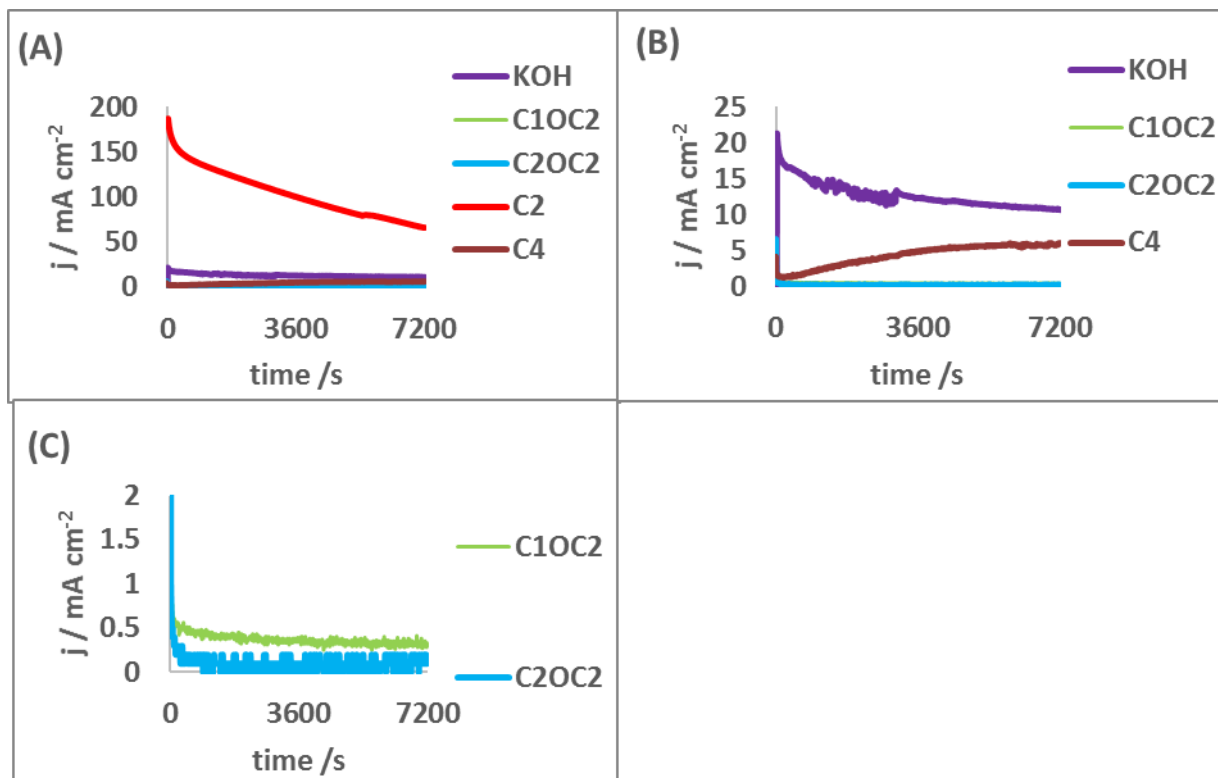 (A)
KOH
C1OC2
C2OC2
C2
C4
200
150
100
50
0
j / mA cm-2
0 3600 7200
time /s
(B)
KOH
C1OC2
C2OC2
C4
25
20
15
10
5
0
j / mA cm-2
0 3600 7200
time /s
(C)
C1OC2
C2OC2
2
1.5
1
0.5
0
j / mA cm-2
0 3600 7200
time /s